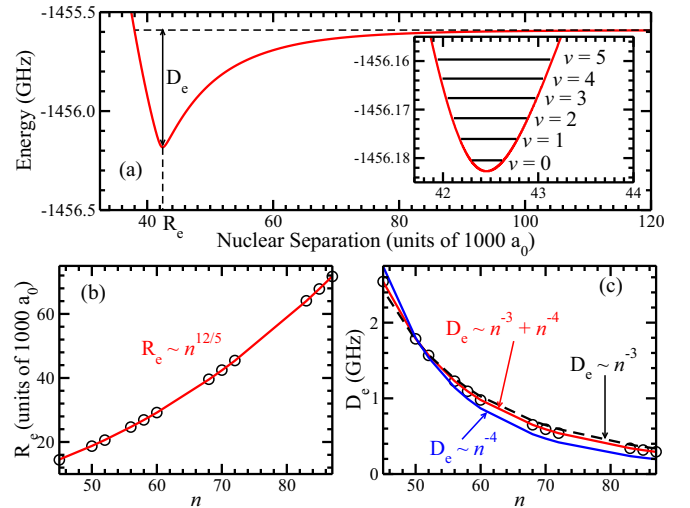 -1455.5
-1456.0
-1456.5
Energy (GHz)
D_e
(a)
R_e
40 60 80 100 120
Nuclear Separation (units of 1000 a_0)
-1456.16
-1456.17
-1456.18
v = 5
v = 4
v = 3
v = 2
v = 1
v = 0
42 43 44
(b)
60
40
20
R_e (units of 1000 a_0)
R_e ~ n^{12/5}
50 60 70 80
n
(c)
2
1
0
D_e (GHz)
D_e ~ n^{-3} + n^{-4}
D_e ~ n^{-3}
D_e ~ n^{-4}
50 60 70 80
n